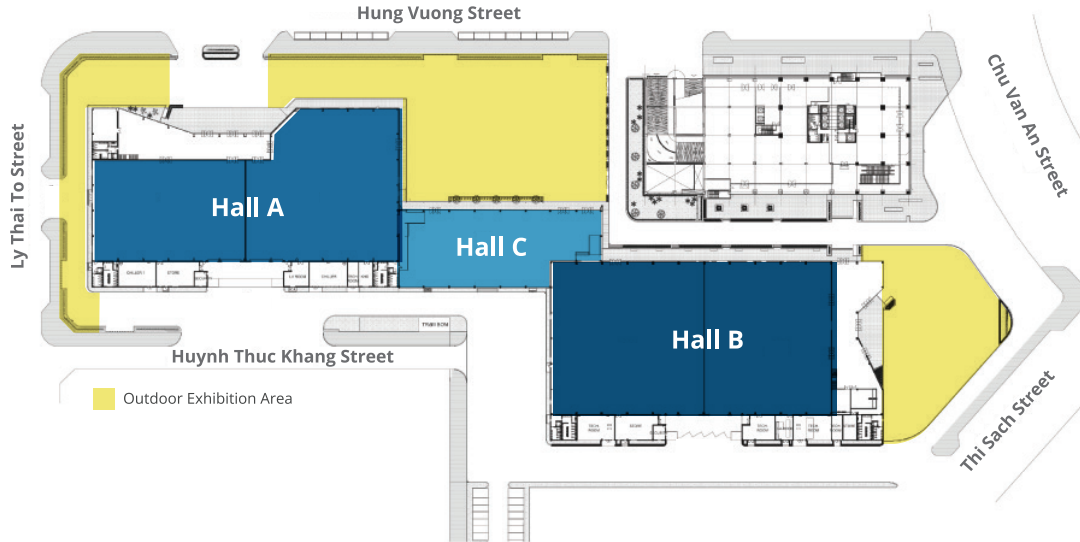 Hung Vuong Street
Chu Van An Street
Ly Thai To Street
Hall A
Hall C
Hall B
STORE
Huynh Thuc Khang Street
Outdoor Exhibition Area
Thi Sach Street